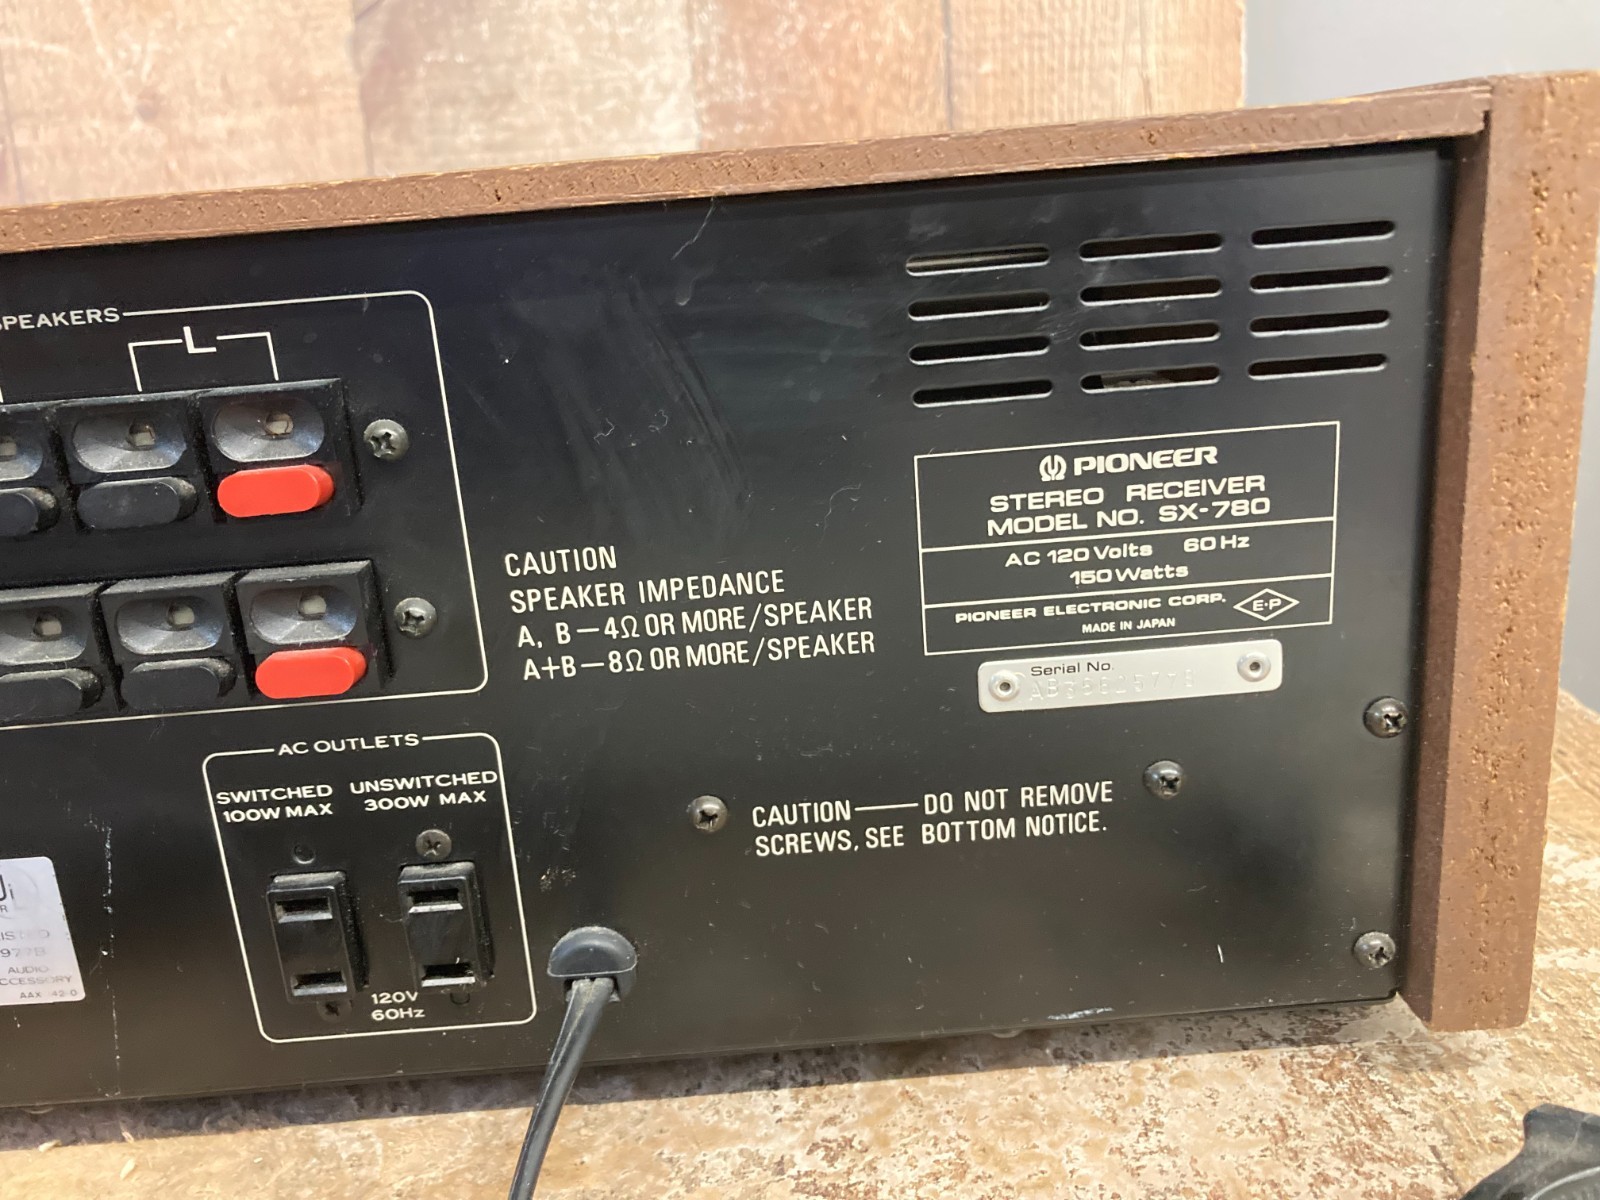 SPEAKERS
L
CAUTION
SPEAKER IMPEDANCE
A, B—4Ω OR MORE/SPEAKER
A+B—8Ω OR MORE/SPEAKER
PIONEER
STEREO RECEIVER
MODEL NO. SX-780
AC 120 Volts 60 Hz
150 Watts
PIONEER ELECTRONIC CORP. E·P
MADE IN JAPAN
Serial No.
AC OUTLETS
SWITCHED
100W MAX
UNSWITCHED
300W MAX
120V
60Hz
CAUTION—DO NOT REMOVE
SCREWS, SEE BOTTOM NOTICE.
AUDIO